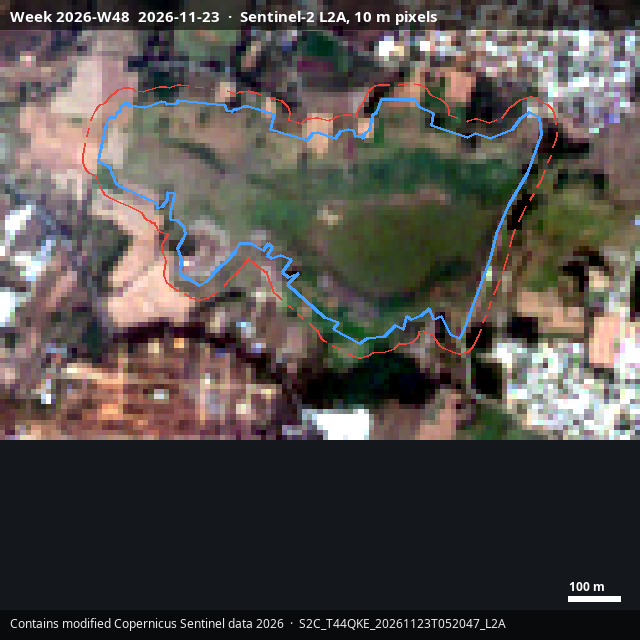 Week 2026-W48 2026-11-23 · Sentinel-2 L2A, 10 m pixels
100 m
Contains modified Copernicus Sentinel data 2026 · S2C_T44QKE_20261123T052047_L2A